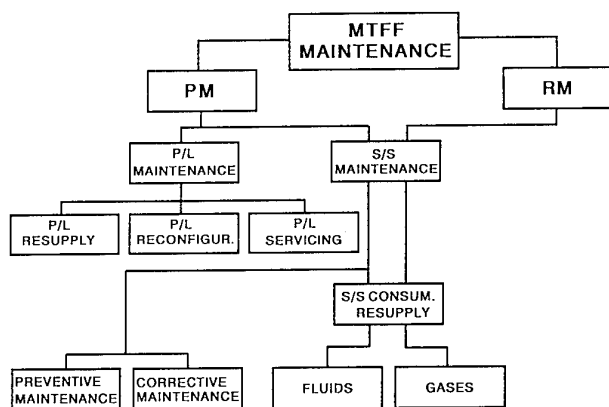 MTFF
MAINTENANCE
PM
RM
P/L
MAINTENANCE
S/S
MAINTENANCE
P/L
RESUPPLY
P/L
RECONFIGUR.
P/L
SERVICING
S/S CONSUM.
RESUPPLY
PREVENTIVE
MAINTENANCE
CORRECTIVE
MAINTENANCE
FLUIDS
GASES